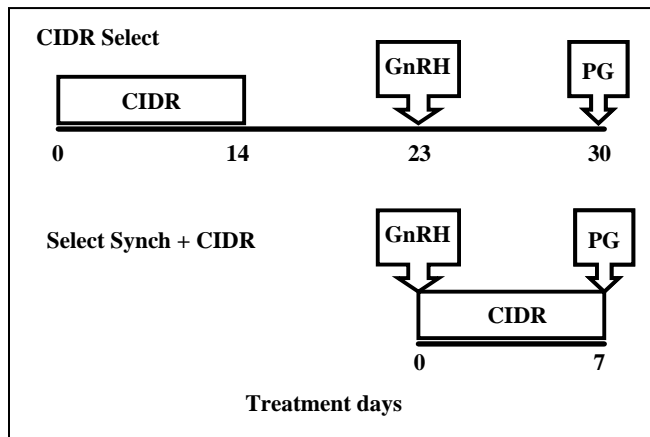 CIDR Select
GnRH
PG
CIDR
0 14 23 30
Select Synch + CIDR
GnRH
PG
CIDR
0 7
Treatment days